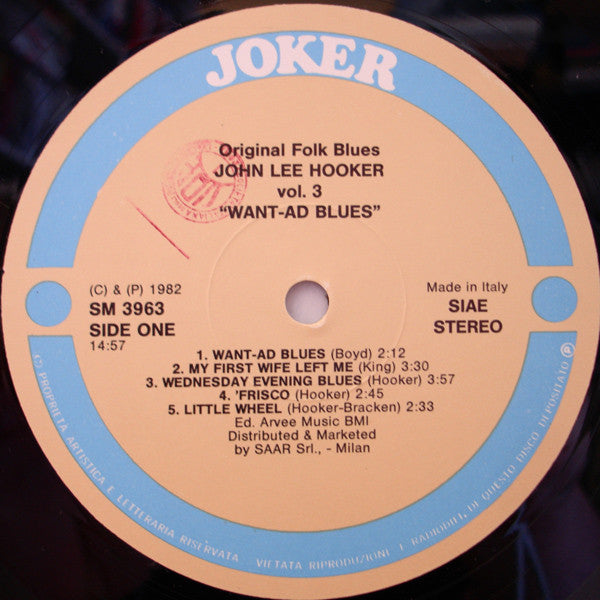 JOKER
Original Folk Blues
JOHN LEE HOOKER
vol. 3
“WANT-AD BLUES”
(C) & (P) 1982
SM 3963
SIDE ONE
14:57
Made in Italy
SIAE
STEREO
1. WANT-AD BLUES (Boyd) 2:12
2. MY FIRST WIFE LEFT ME (King) 3:30
3. WEDNESDAY EVENING BLUES (Hooker) 3:57
4. 'FRISCO (Hooker) 2:45
5. LITTLE WHEEL (Hooker-Bracken) 2:33
Ed. Arvee Music BMI
Distributed & Marketed
by SAAR Srl., - Milan
PROPRIETÀ ARTISTICA E LETTERARIA RISERVATA VIETATA RIPRODUZIONI E RADIODIF. DI QUESTO DISCO DEPOSITATO